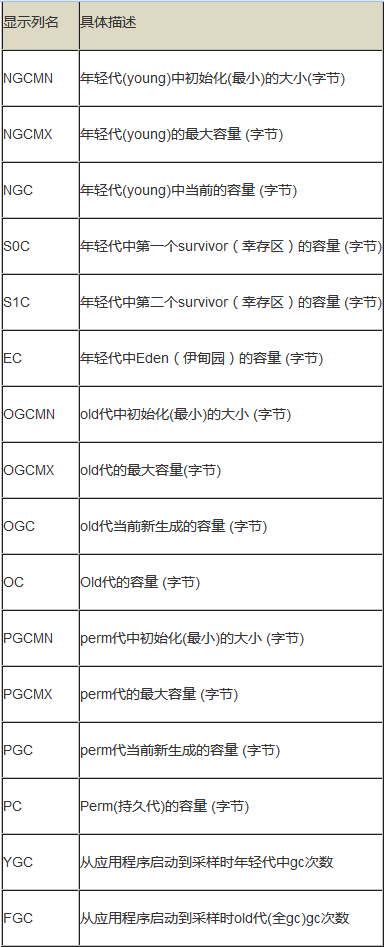 显示列名 具体描述
NGCMN 年轻代(young)中初始化(最小)的大小(字节)
NGCMX 年轻代(young)的最大容量 (字节)
NGC 年轻代(young)中当前的容量 (字节)
S0C 年轻代中第一个survivor（幸存区）的容量 (字节)
S1C 年轻代中第二个survivor（幸存区）的容量 (字节)
EC 年轻代中Eden（伊甸园）的容量 (字节)
OGCMN old代中初始化(最小)的大小 (字节)
OGCMX old代的最大容量(字节)
OGC old代当前新生成的容量 (字节)
OC Old代的容量 (字节)
PGCMN perm代中初始化(最小)的大小 (字节)
PGCMX perm代的最大容量 (字节)
PGC perm代当前新生成的容量 (字节)
PC Perm(持久代)的容量 (字节)
YGC 从应用程序启动到采样时年轻代中gc次数
FGC 从应用程序启动到采样时old代(全gc)gc次数